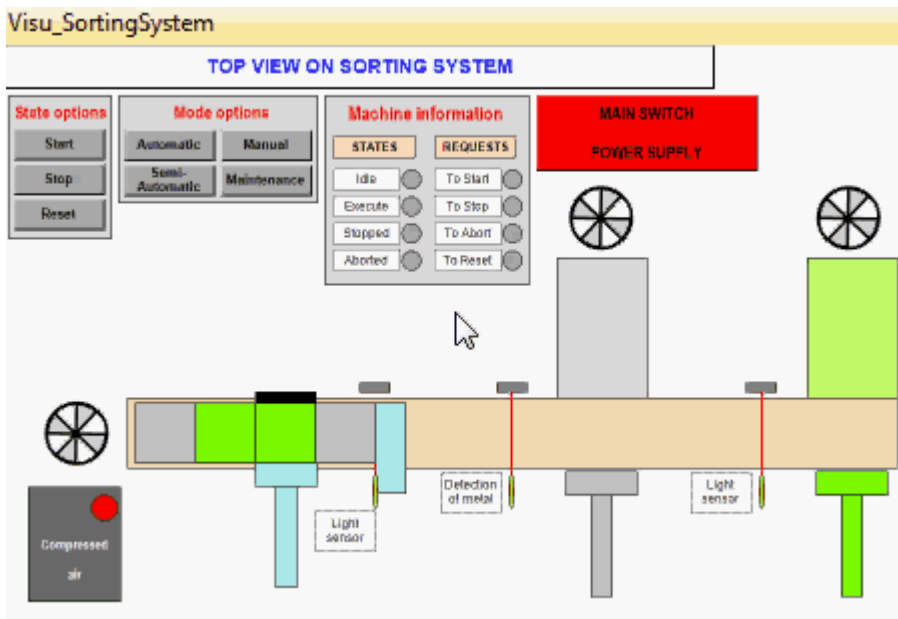 Visu_SortingSystem
TOP VIEW ON SORTING SYSTEM
State options
Start
Stop
Reset
Mode options
Automatic
Manual
Semi-
Automatic
Maintenance
Machine information
STATES
REQUESTS
Idle
To Start
Execute
To Stop
Stopped
To Abort
Aborted
To Reset
MAIN SWITCH
POWER SUPPLY
Detection
of metal
Light
sensor
Light
sensor
Compressed
air